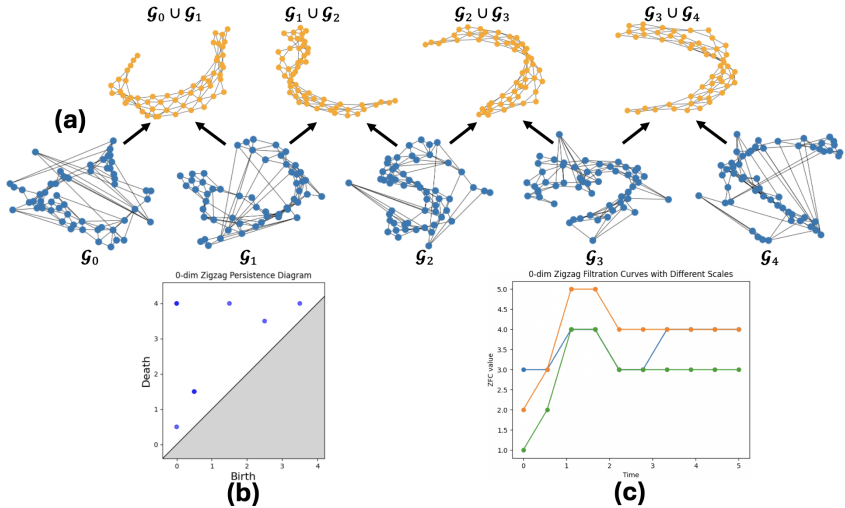 𝓖₀ ∪ 𝓖₁
𝓖₁ ∪ 𝓖₂
𝓖₂ ∪ 𝓖₃
𝓖₃ ∪ 𝓖₄
(a)
𝓖₀
𝓖₁
𝓖₂
𝓖₃
𝓖₄
0-dim Zigzag Persistence Diagram
Death
4
3
2
1
0
0 1 2 3 4
Birth
(b)
0-dim Zigzag Filtration Curves with Different Scales
ZFC value
5.0
4.5
4.0
3.5
3.0
2.5
2.0
1.5
1.0
0 1 2 3 4 5
Time
(c)